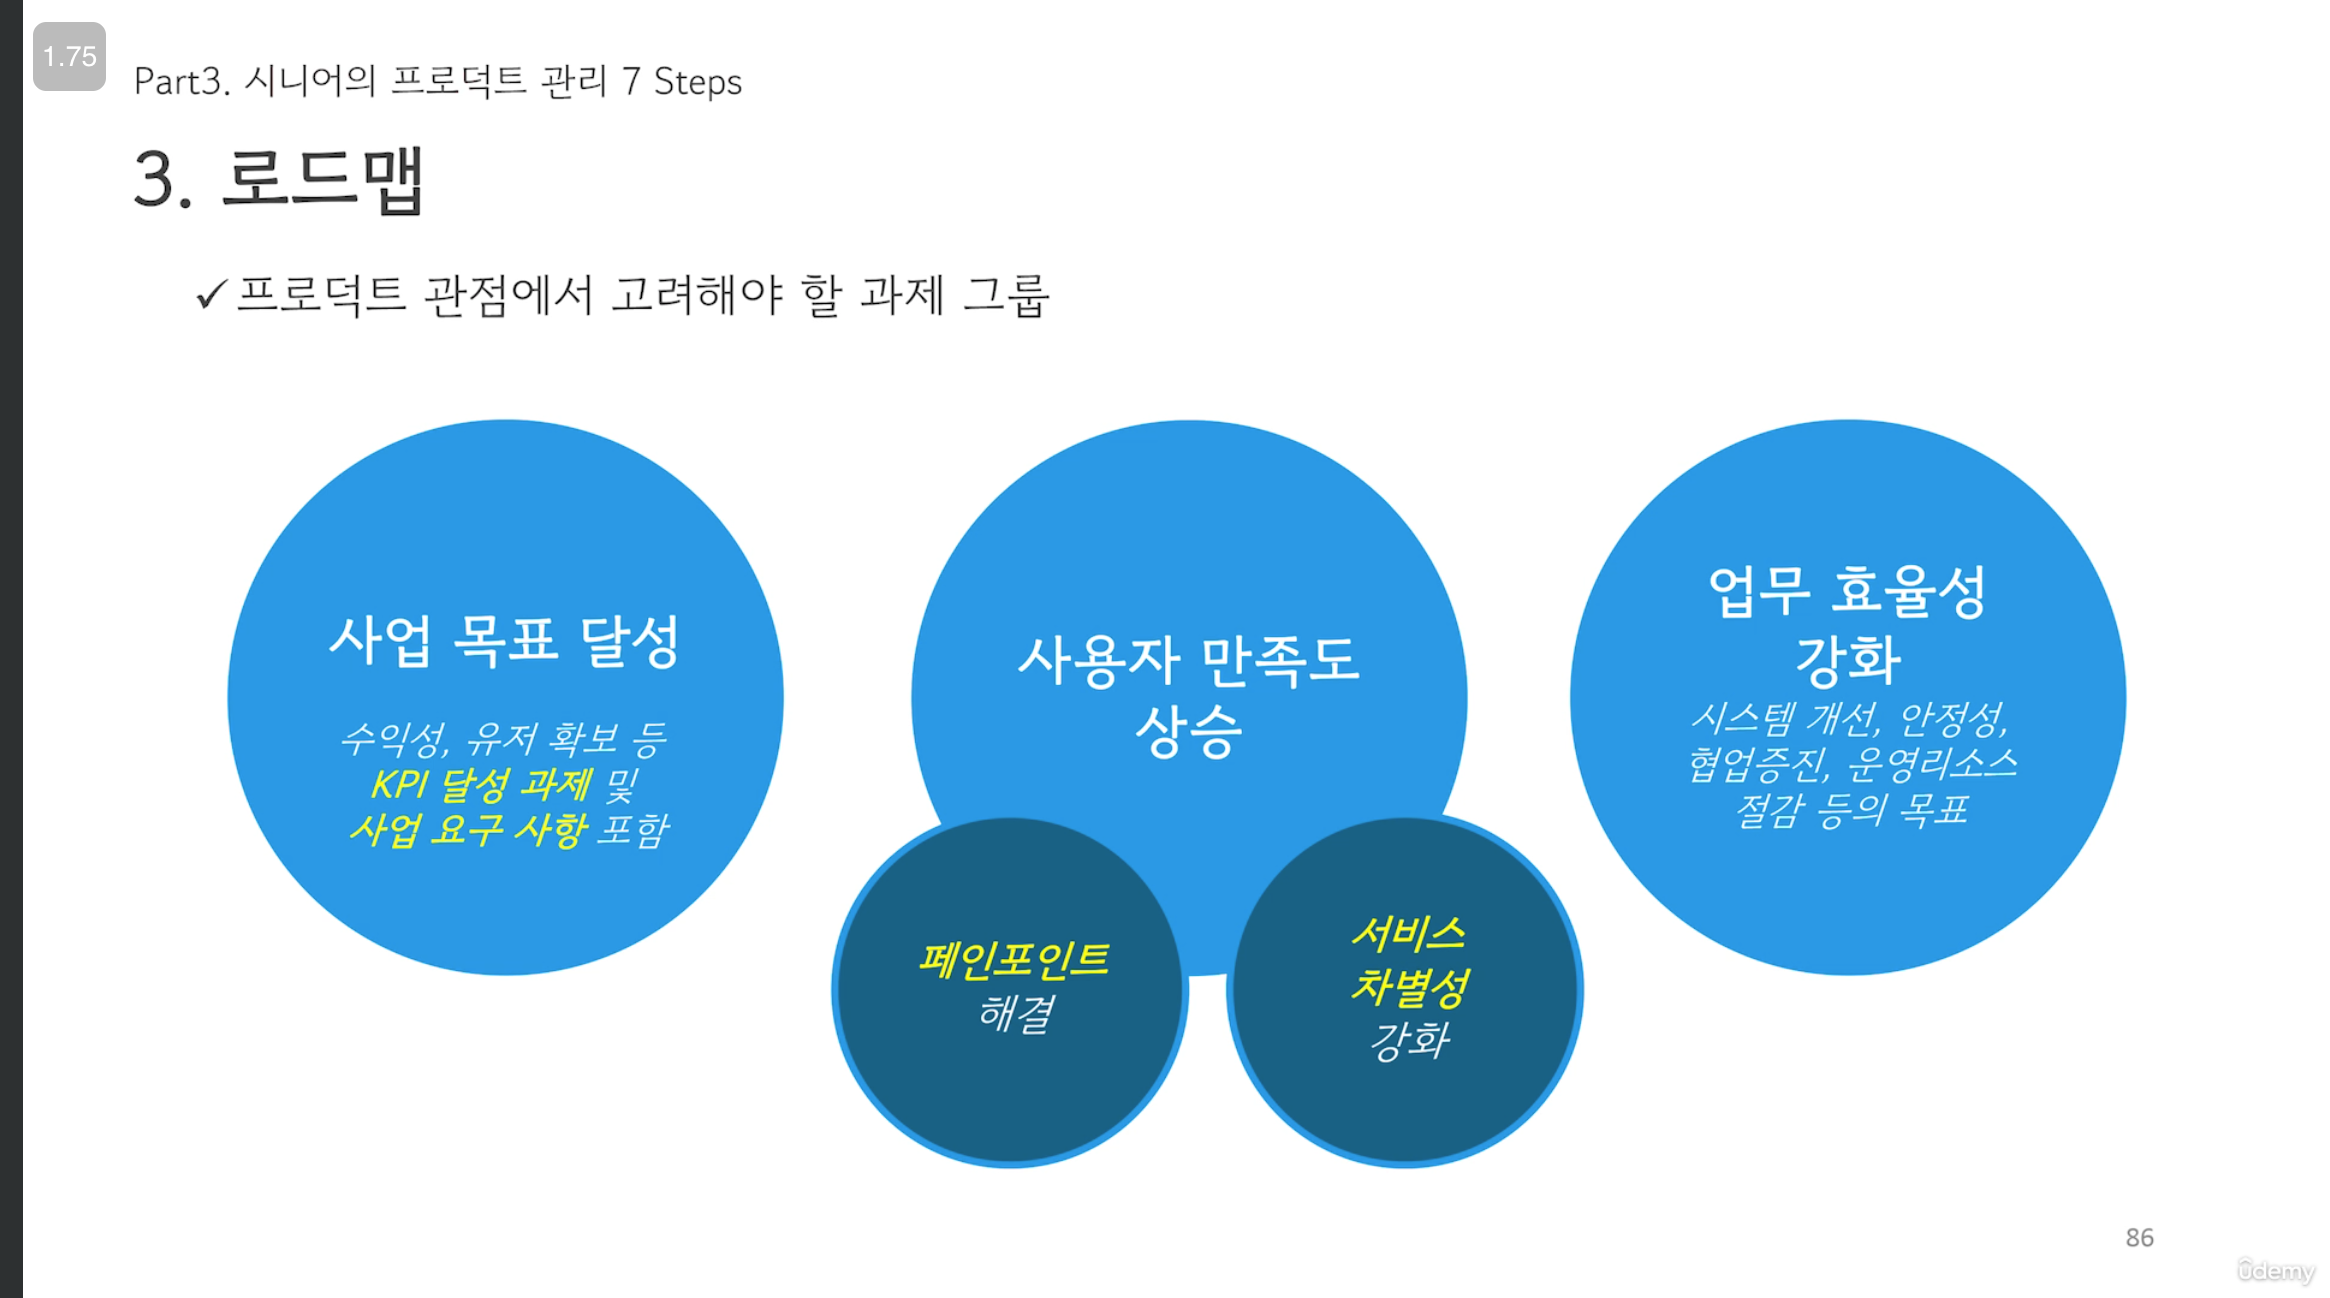 1.75
Part3. 시니어의 프로덕트 관리 7 Steps
3. 로드맵
✓프로덕트 관점에서 고려해야 할 과제 그룹
사업 목표 달성
수익성, 유저 확보 등
KPI 달성 과제 및
사업 요구 사항 포함
사용자 만족도
상승
페인포인트
해결
서비스
차별성
강화
업무 효율성
강화
시스템 개선, 안정성,
협업증진, 운영리소스
절감 등의 목표
86
ûdemy